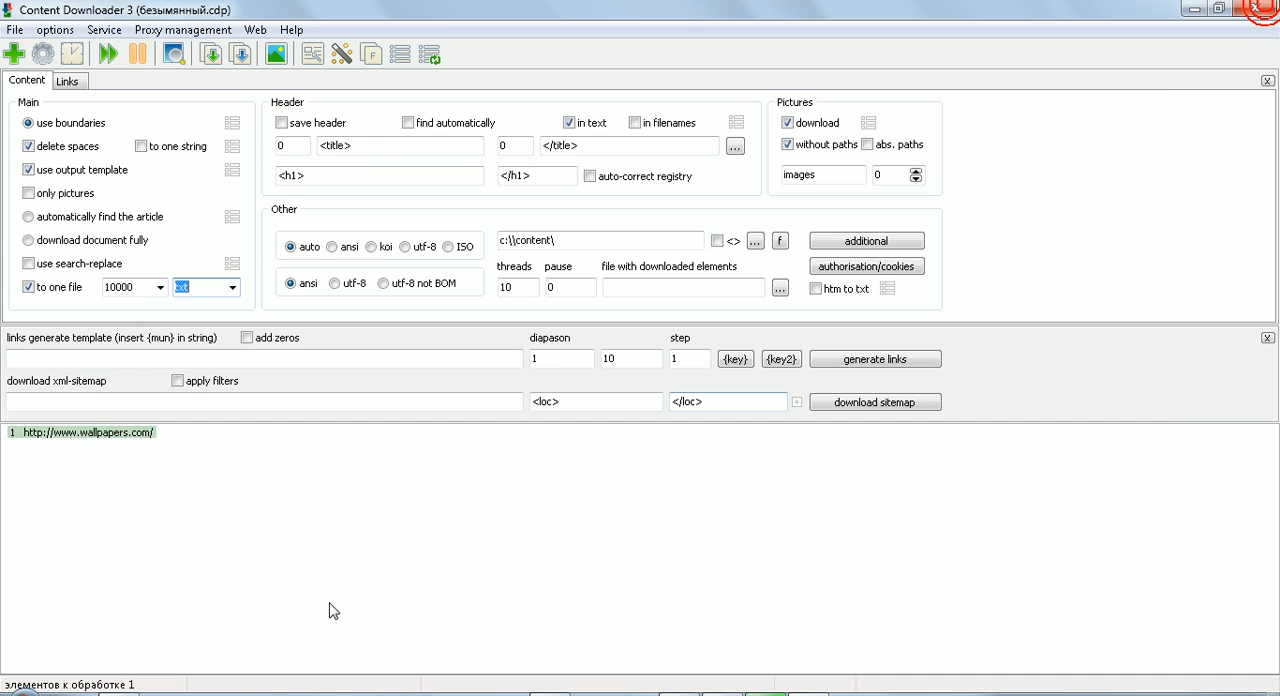 Content Downloader 3 (безымянный.cdp)
File options Service Proxy management Web Help
Content Links
Main
use boundaries
delete spaces to one string
use output template
only pictures
automatically find the article
download document fully
use search-replace
to one file 10000 txt
Header
save header find automatically in text in filenames
0 <title> 0 </title> ...
<h1> </h1> auto-correct registry
Pictures
download
without paths abs. paths
images 0
Other
auto ansi koi utf-8 ISO
ansi utf-8 utf-8 not BOM
c:\\content\ <> ... f additional
threads pause file with downloaded elements authorisation/cookies
10 0 ... htm to txt
links generate template (insert {mun} in string) add zeros diapason step
1 10 1 {key} {key2} generate links
download xml-sitemap apply filters
<loc> </loc> + download sitemap
1 http://www.wallpapers.com/
элементов к обработке 1